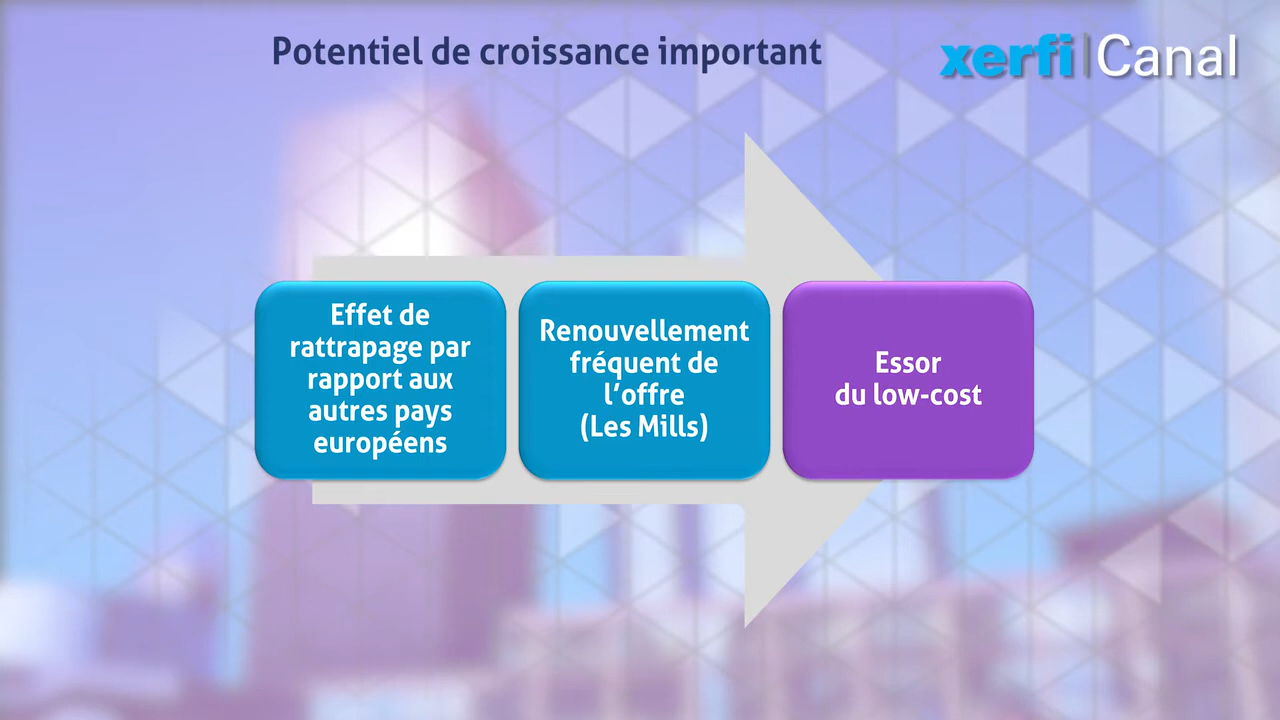 Potentiel de croissance important
xerfi Canal
Effet de
rattrapage par
rapport aux
autres pays
européens
Renouvellement
fréquent de
l’offre
(Les Mills)
Essor
du low-cost